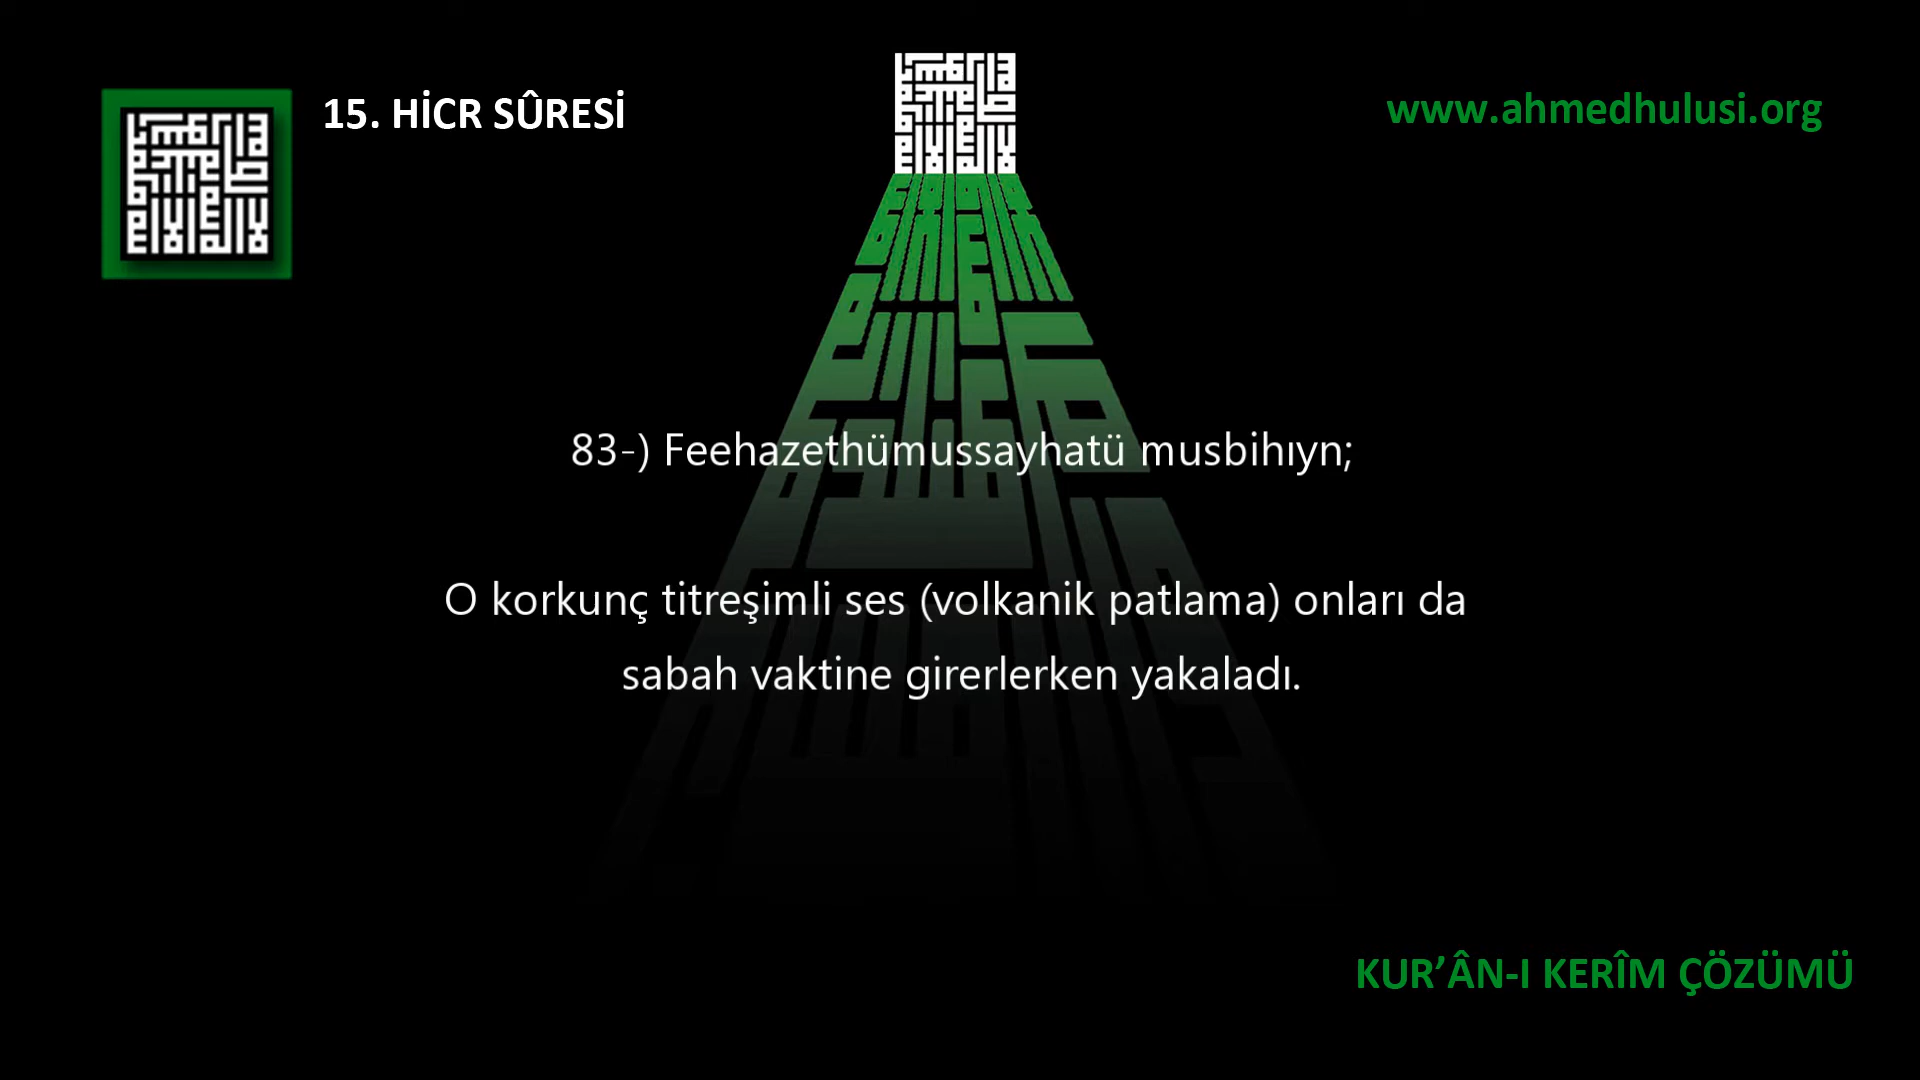 15. HİCR SÛRESİ
www.ahmedhulusi.org
83-) Feehazethümussayhatü musbihıyn;
O korkunç titreşimli ses (volkanik patlama) onları da
sabah vaktine girerlerken yakaladı.
KUR’ÂN-I KERÎM ÇÖZÜMÜ